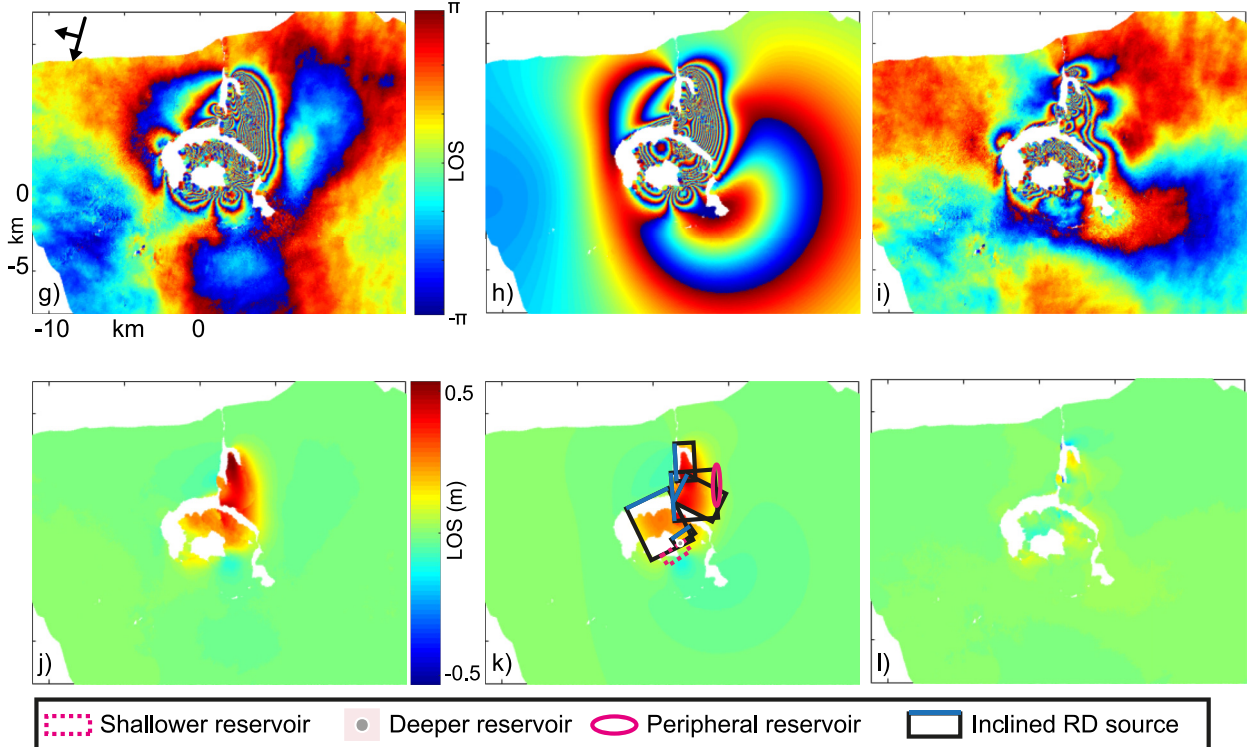 π
LOS
-π
0
km
-5
g)
h)
i)
-10 km 0
0.5
LOS (m)
-0.5
j)
k)
l)
Shallower reservoir Deeper reservoir Peripheral reservoir Inclined RD source